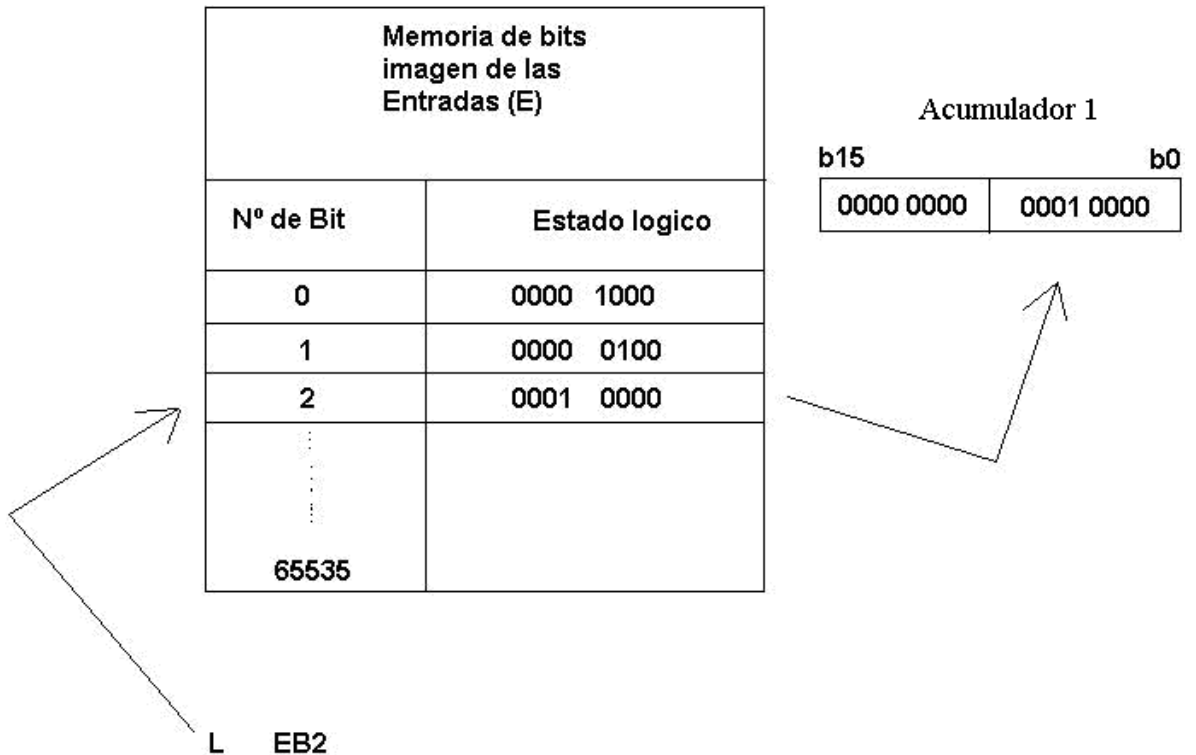 Memoria de bits
imagen de las
Entradas (E)
Acumulador 1
b15 b0
0000 0000 0001 0000
Nº de Bit Estado logico
0 0000 1000
1 0000 0100
2 0001 0000
65535
L EB2